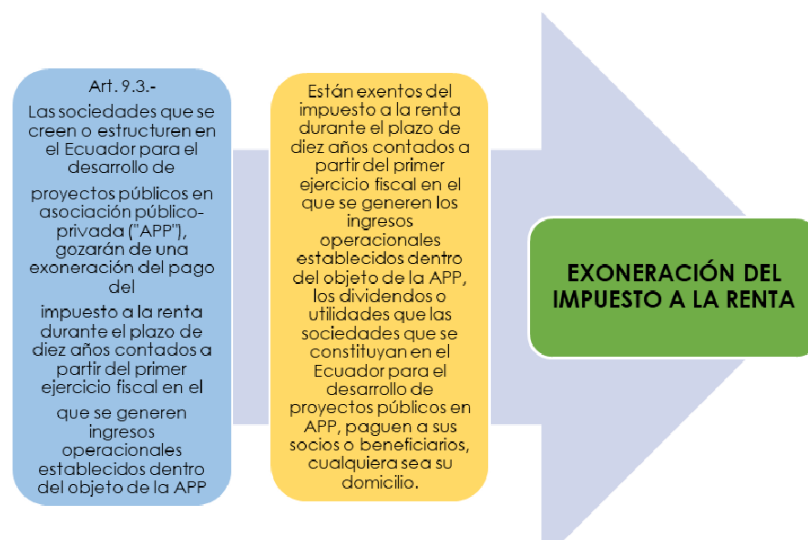 Art. 9.3.-
Las sociedades que se
creen o estructuren en
el Ecuador para el
desarrollo de
proyectos públicos en
asociación público-
privada ("APP"),
gozarán de una
exoneración del pago
del
impuesto a la renta
durante el plazo de
diez años contados a
partir del primer
ejercicio fiscal en el
que se generen
ingresos
operacionales
establecidos dentro
del objeto de la APP
Están exentos del
impuesto a la renta
durante el plazo de
diez años contados a
partir del primer
ejercicio fiscal en el
que se generen los
ingresos
operacionales
establecidos dentro
del objeto de la APP,
los dividendos o
utilidades que las
sociedades que se
constituyan en el
Ecuador para el
desarrollo de
proyectos públicos en
APP, paguen a sus
socios o beneficiarios,
cualquiera sea su
domicilio.
EXONERACIÓN DEL
IMPUESTO A LA RENTA